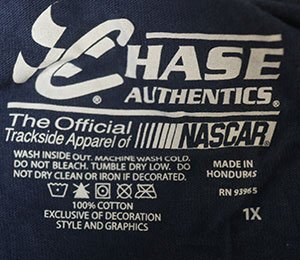 CHASE
AUTHENTICS®
The Official
Trackside Apparel of NASCAR
WASH INSIDE OUT. MACHINE WASH COLD.
DO NOT BLEACH. TUMBLE DRY LOW. DO
NOT DRY CLEAN OR IRON IF DECORATED.
MADE IN
HONDURAS
RN 93965
100% COTTON
EXCLUSIVE OF DECORATION
STYLE AND GRAPHICS
1X